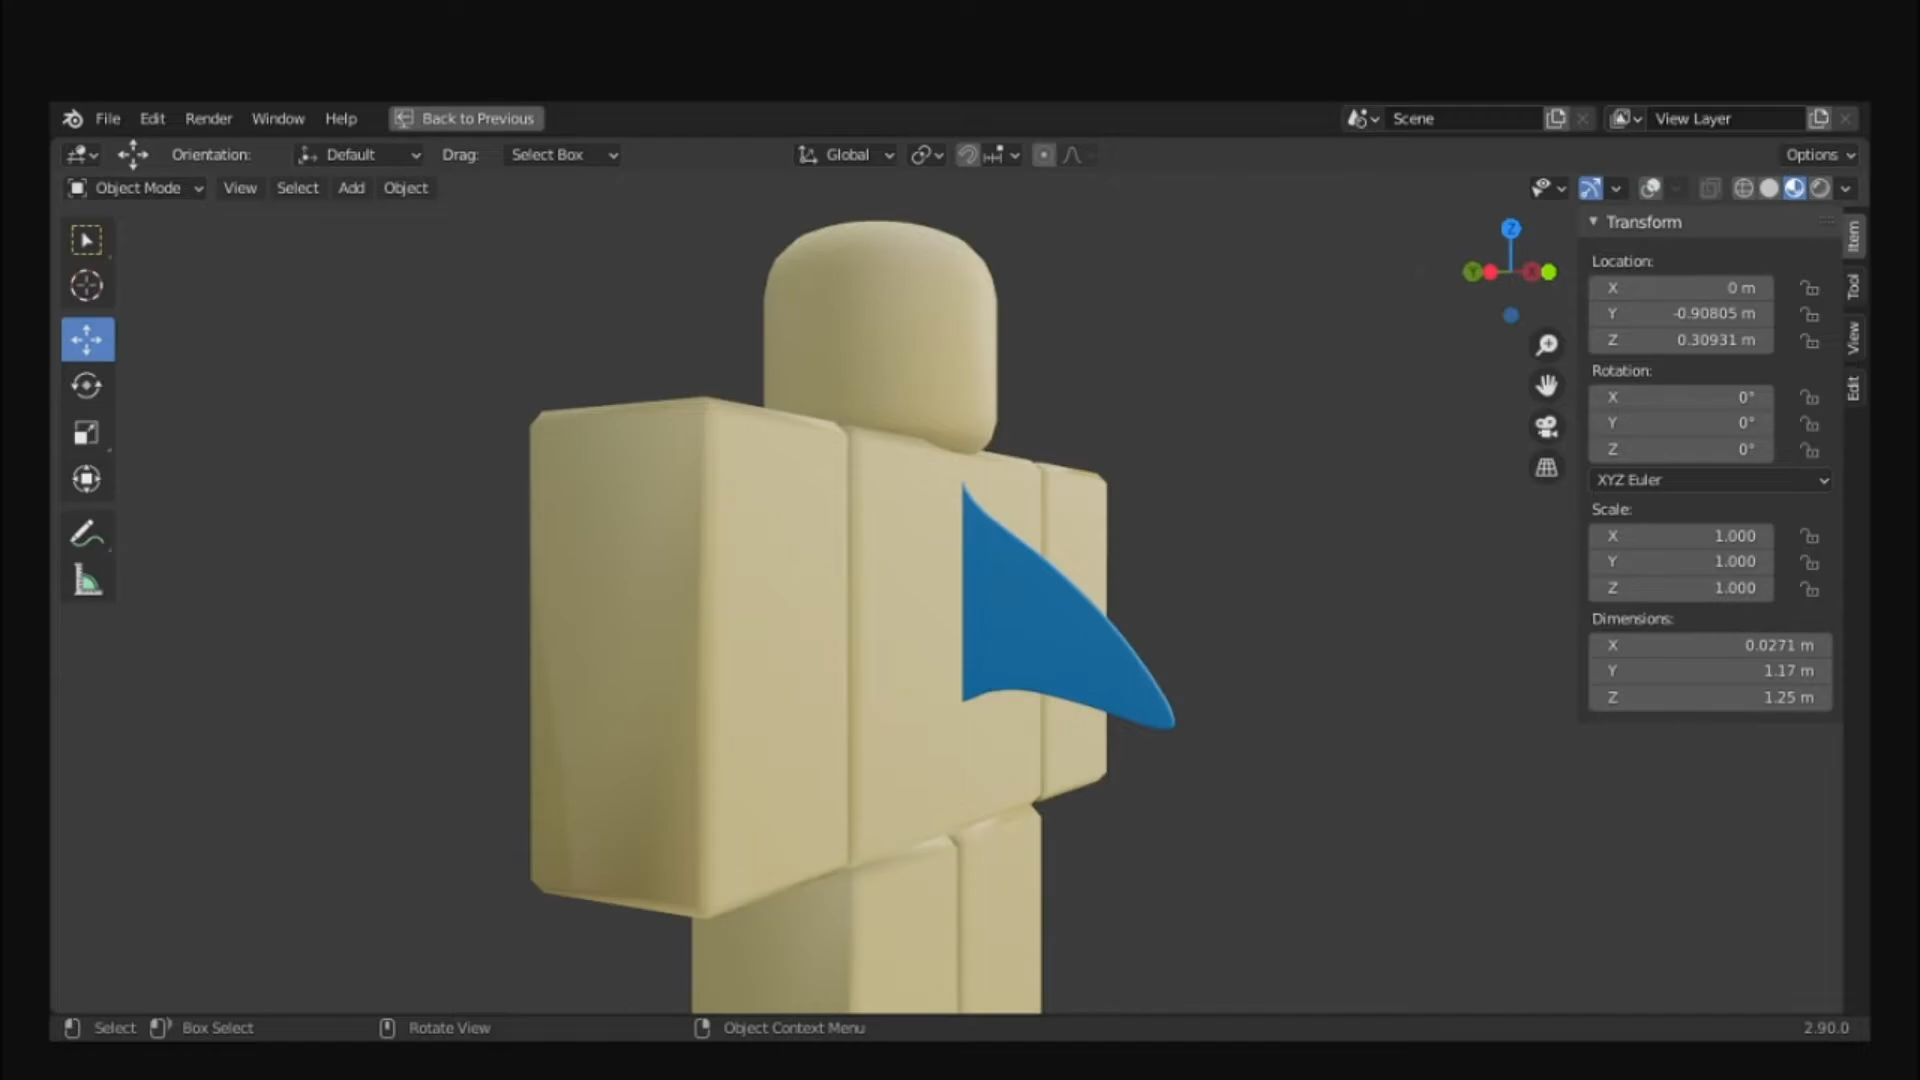 File Edit Render Window Help Back to Previous Scene View Layer
Orientation: Default Drag: Select Box Global Options
Object Mode View Select Add Object
Z
Y X
Transform
Location:
X 0 m
Y -0.90805 m
Z 0.30931 m
Rotation:
X 0°
Y 0°
Z 0°
XYZ Euler
Scale:
X 1.000
Y 1.000
Z 1.000
Dimensions:
X 0.0271 m
Y 1.17 m
Z 1.25 m
Item
Tool
View
Edit
Select Box Select Rotate View Object Context Menu 2.90.0